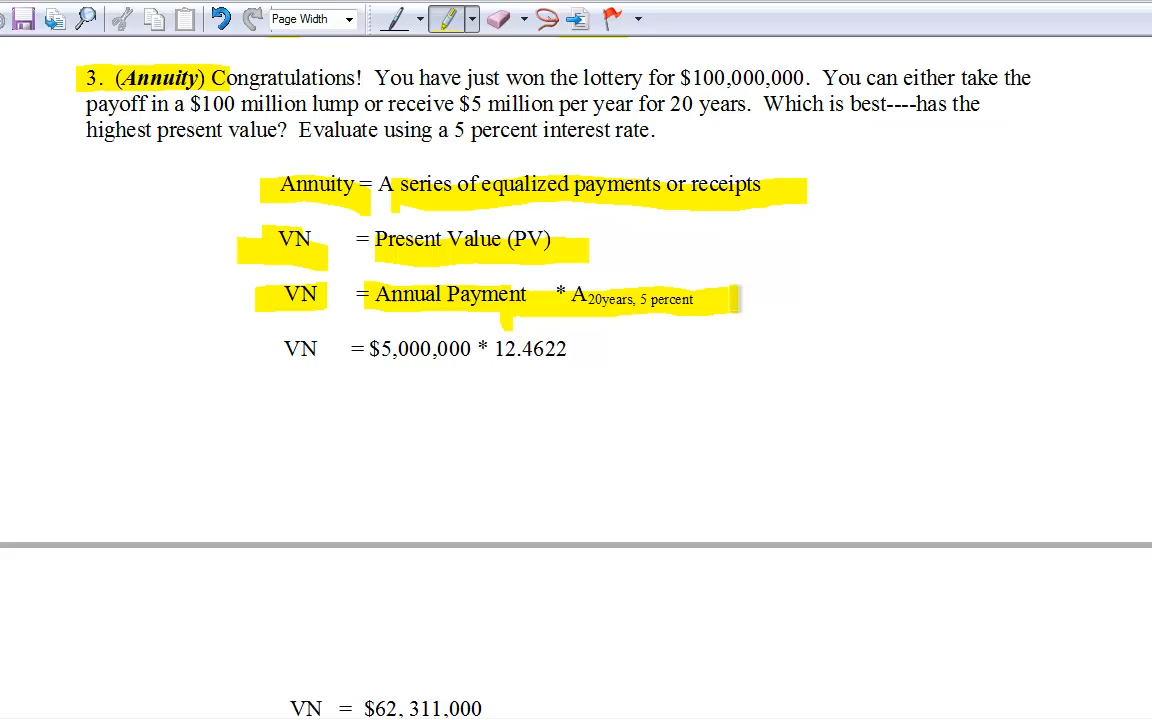 Page Width
3. (Annuity) Congratulations! You have just won the lottery for $100,000,000. You can either take the
payoff in a $100 million lump or receive $5 million per year for 20 years. Which is best----has the
highest present value? Evaluate using a 5 percent interest rate.
Annuity = A series of equalized payments or receipts
VN = Present Value (PV)
VN = Annual Payment * A20years, 5 percent
VN = $5,000,000 * 12.4622
VN = $62, 311,000